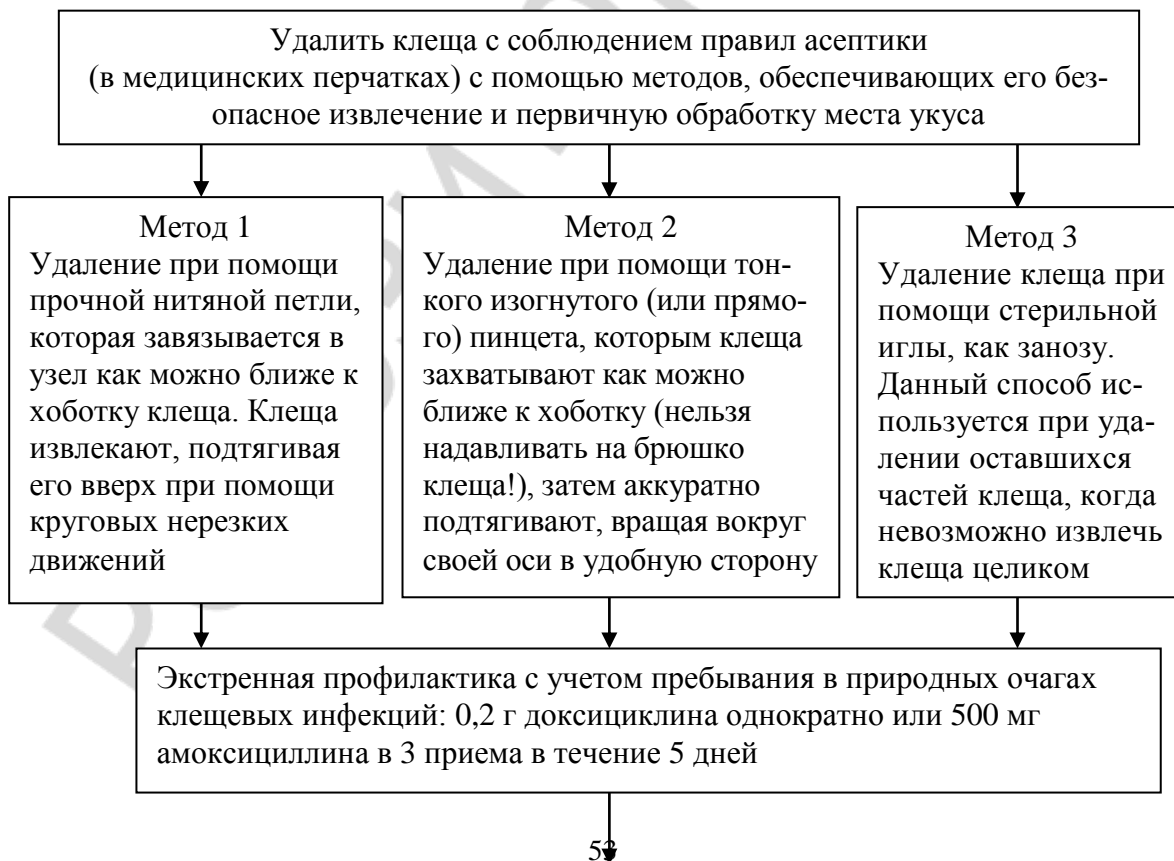 Удалить клеща с соблюдением правил асептики
(в медицинских перчатках) с помощью методов, обеспечивающих его без-
опасное извлечение и первичную обработку места укуса
Метод 1
Удаление при помощи
прочной нитяной петли,
которая завязывается в
узел как можно ближе к
хоботку клеща. Клеща
извлекают, подтягивая
его вверх при помощи
круговых нерезких
движений
Метод 2
Удаление при помощи тон-
кого изогнутого (или прямо-
го) пинцета, которым клеща
захватывают как можно
ближе к хоботку (нельзя
надавливать на брюшко
клеща!), затем аккуратно
подтягивают, вращая вокруг
своей оси в удобную сторону
Метод 3
Удаление клеща при
помощи стерильной
иглы, как занозу.
Данный способ ис-
пользуется при уда-
лении оставшихся
частей клеща, когда
невозможно извлечь
клеща целиком
Экстренная профилактика с учетом пребывания в природных очагах
клещевых инфекций: 0,2 г доксициклина однократно или 500 мг
амоксициллина в 3 приема в течение 5 дней